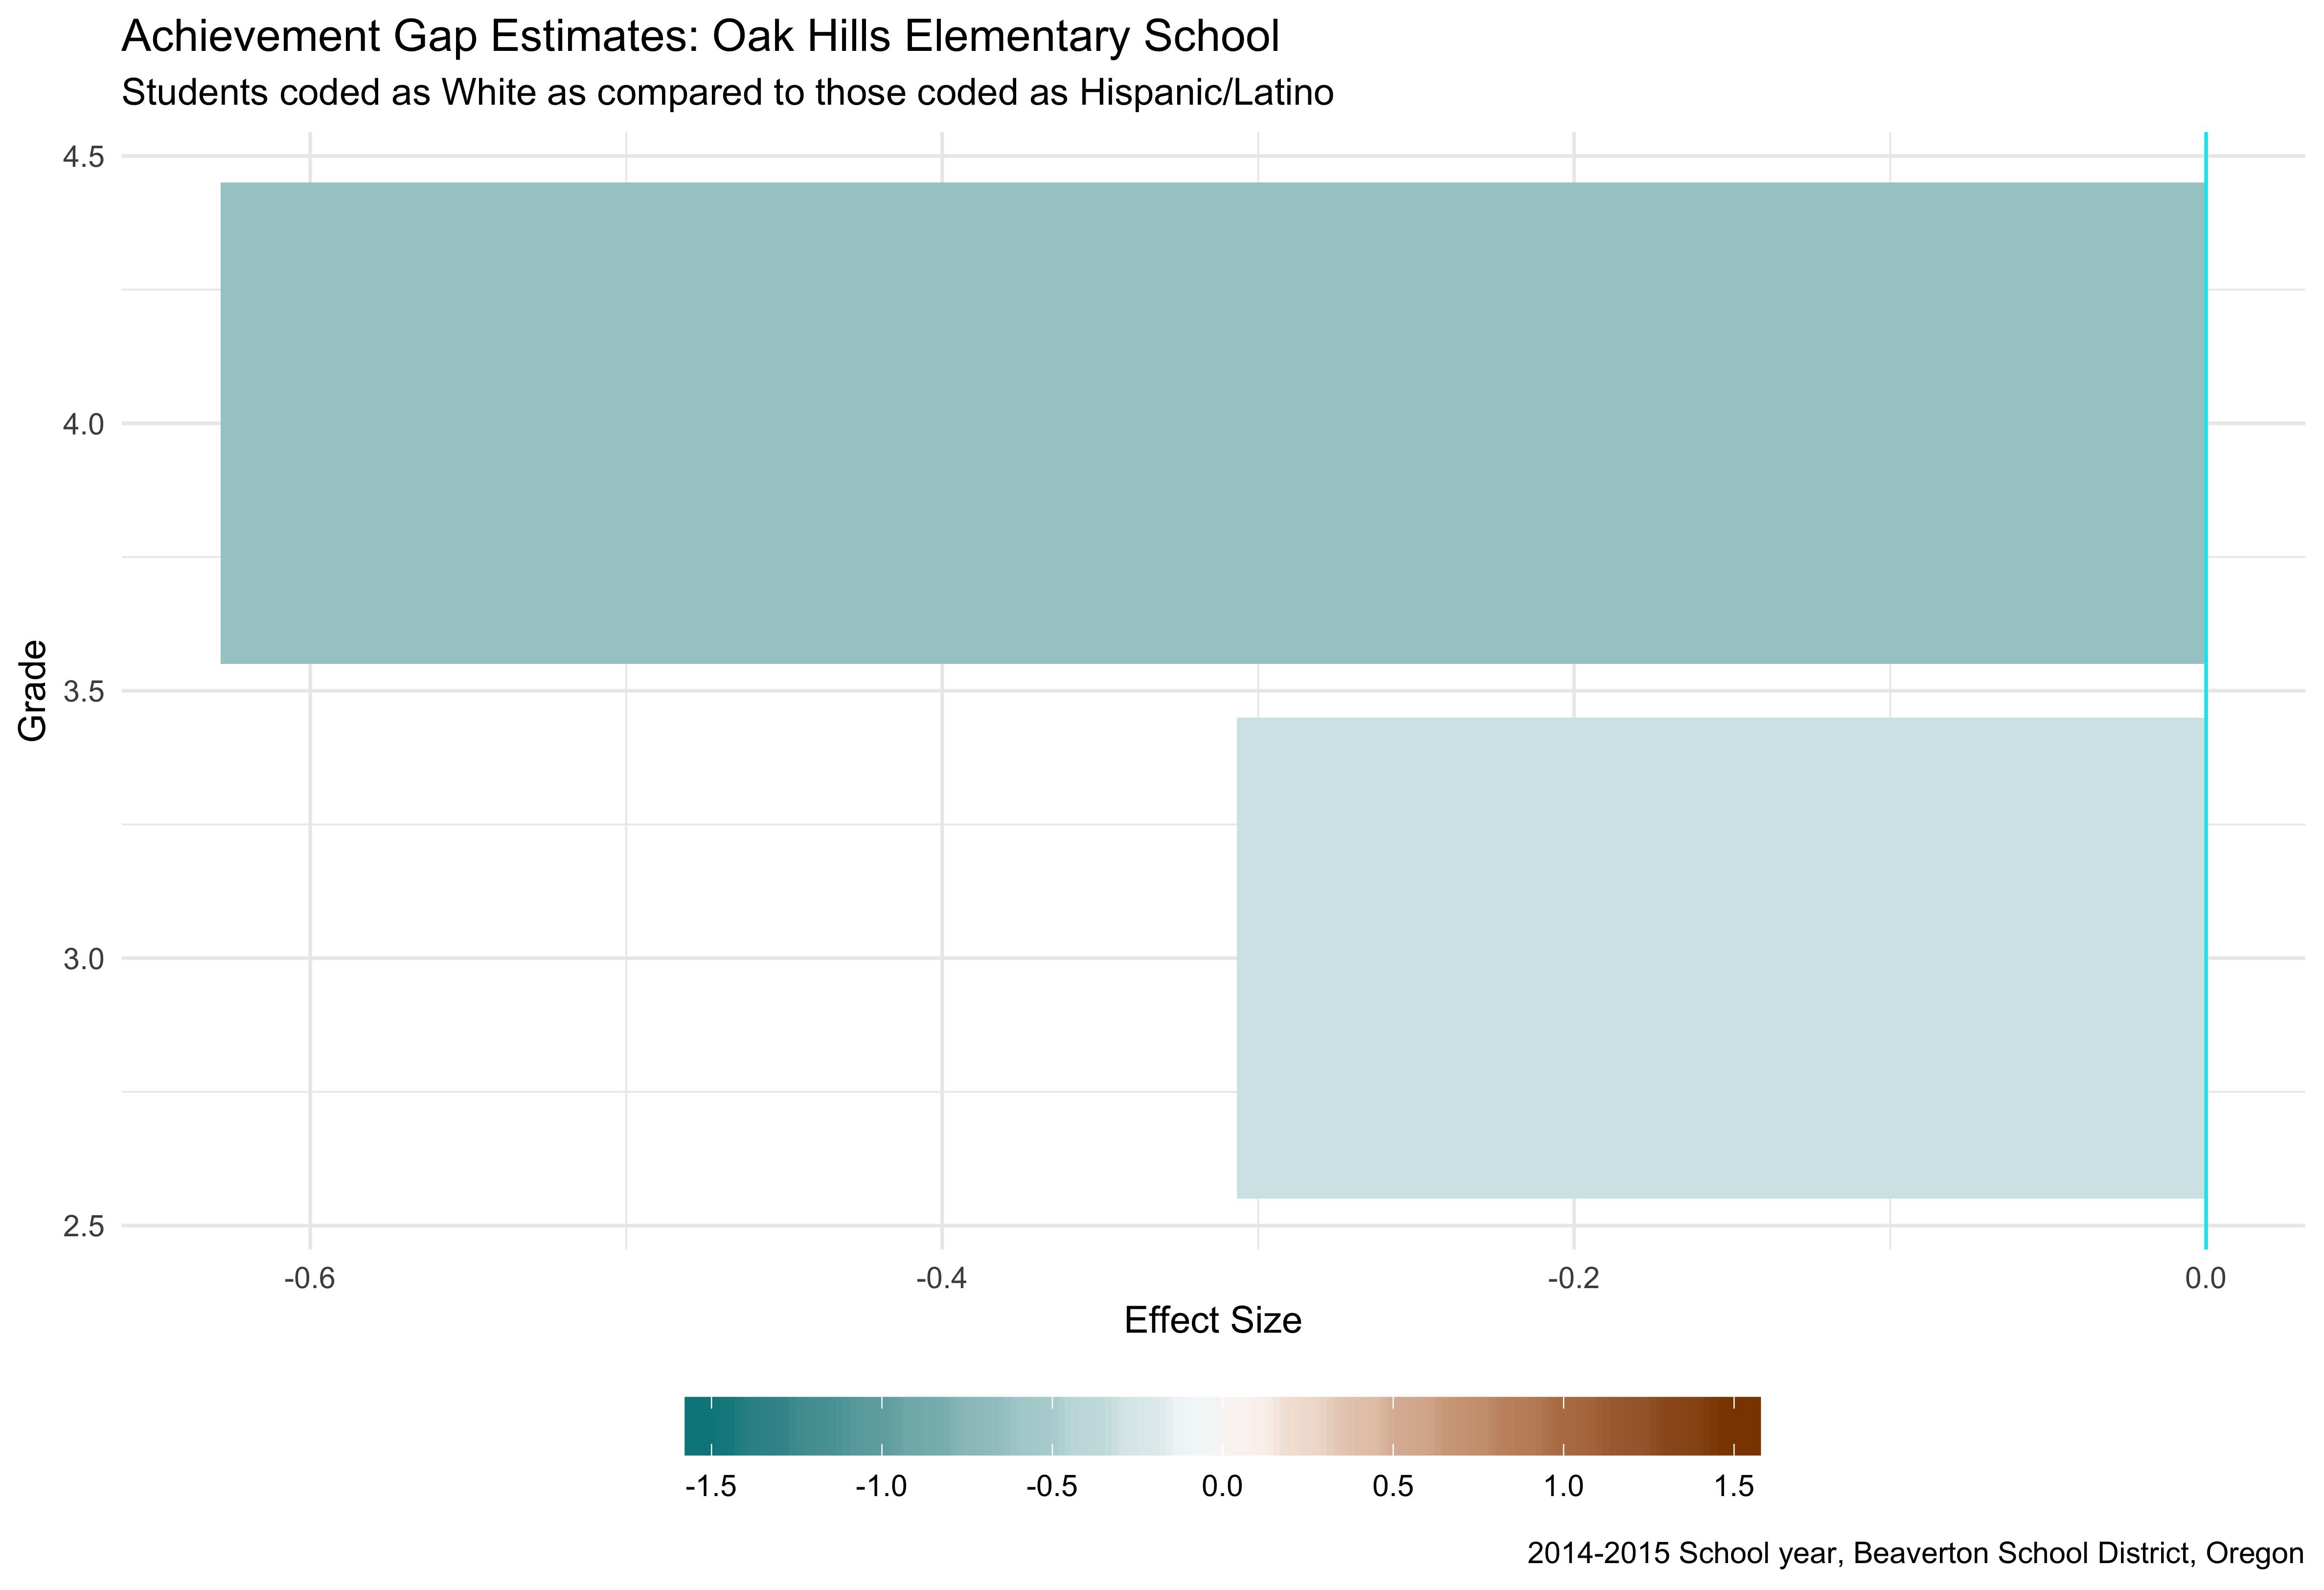 Achievement Gap Estimates: Oak Hills Elementary School
Students coded as White as compared to those coded as Hispanic/Latino
4.5
4.0
3.5
3.0
2.5
Grade
-0.6 -0.4 -0.2 0.0
Effect Size
-1.5 -1.0 -0.5 0.0 0.5 1.0 1.5
2014-2015 School year, Beaverton School District, Oregon